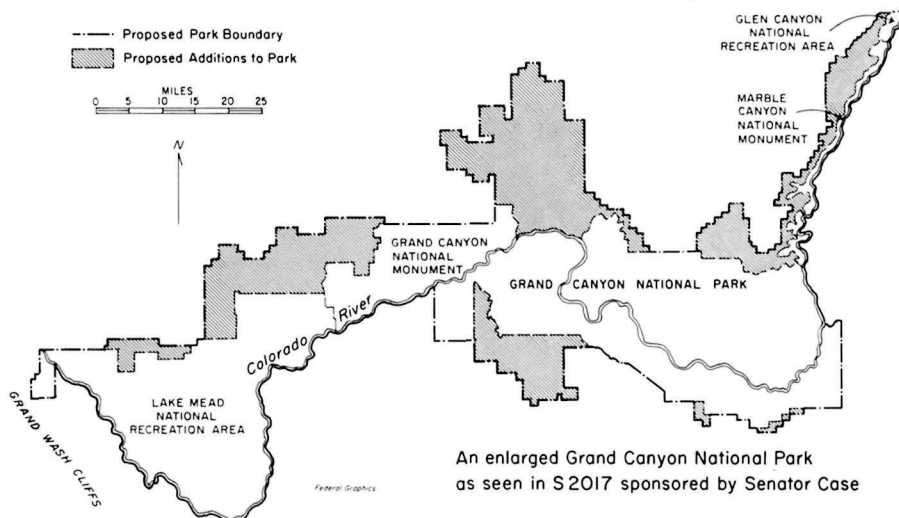 Proposed Park Boundary
Proposed Additions to Park
MILES
0 5 10 15 20 25
N
GLEN CANYON
NATIONAL
RECREATION AREA
MARBLE
CANYON
NATIONAL
MONUMENT
GRAND CANYON
NATIONAL
MONUMENT
GRAND CANYON NATIONAL PARK
Colorado River
LAKE MEAD
NATIONAL
RECREATION AREA
GRAND WASH CLIFFS
Federal Graphics
An enlarged Grand Canyon National Park
as seen in S2017 sponsored by Senator Case